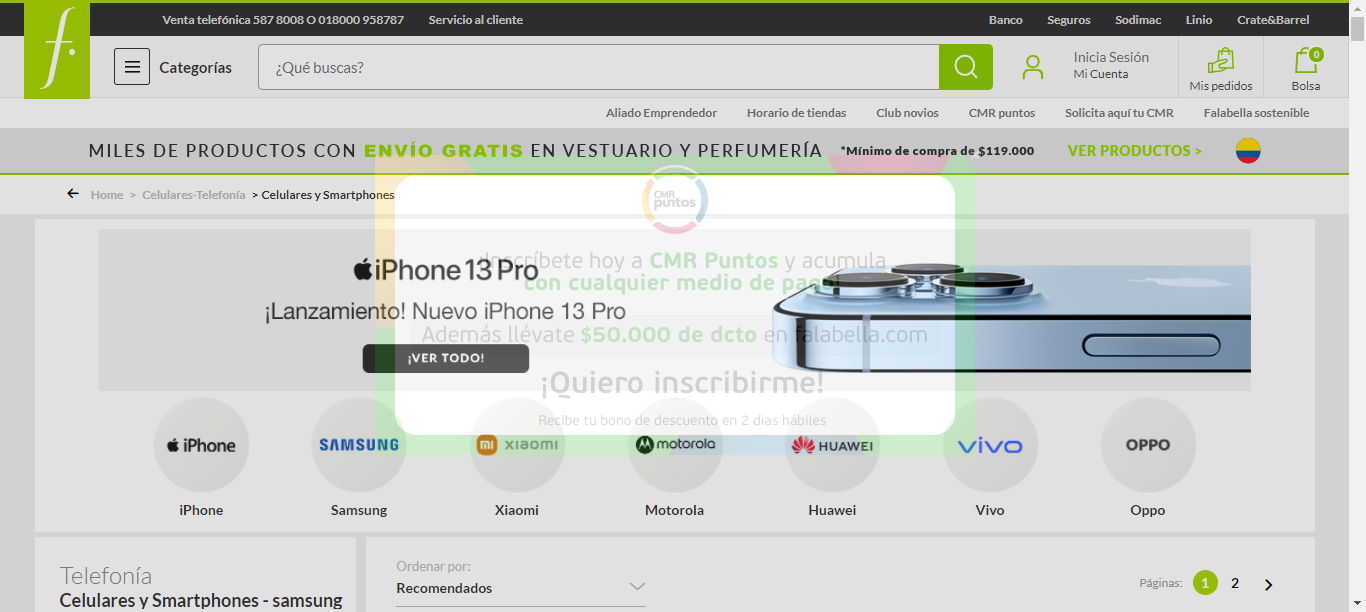 Venta telefónica 587 8008 O 018000 958787 Servicio al cliente Banco Seguros Sodimac Linio Crate&Barrel
f.
Categorías
¿Qué buscas?
Inicia Sesión
Mi Cuenta
Mis pedidos
0
Bolsa
Aliado Emprendedor Horario de tiendas Club novios CMR puntos Solicita aquí tu CMR Falabella sostenible
MILES DE PRODUCTOS CON ENVÍO GRATIS EN VESTUARIO Y PERFUMERÍA *Mínimo de compra de $119.000 VER PRODUCTOS >
Home > Celulares-Telefonía > Celulares y Smartphones
CMR
puntos
¡Inscríbete hoy a CMR Puntos y acumula
con cualquier medio de pago!
Además llévate $50.000 de dcto en falabella.com
¡Quiero inscribirme!
Recibe tu bono de descuento en 2 dias hábiles
iPhone 13 Pro
¡Lanzamiento! Nuevo iPhone 13 Pro
¡VER TODO!
iPhone SAMSUNG mi xiaomi motorola HUAWEI vivo OPPO
iPhone Samsung Xiaomi Motorola Huawei Vivo Oppo
Telefonía
Celulares y Smartphones - samsung
Ordenar por:
Recomendados
Páginas: 1 2 >